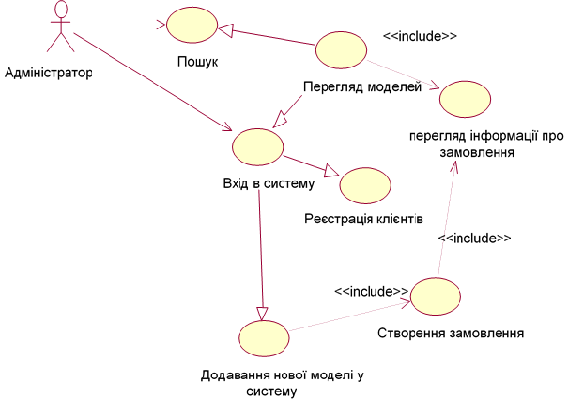 <<include>>
Пошук
Адміністратор
Перегляд моделей
перегляд інформації про
замовлення
Вхід в систему
Реєстрація клієнтів
<<include>>
<<include>>
Створення замовлення
Додавання нової моделі у
систему